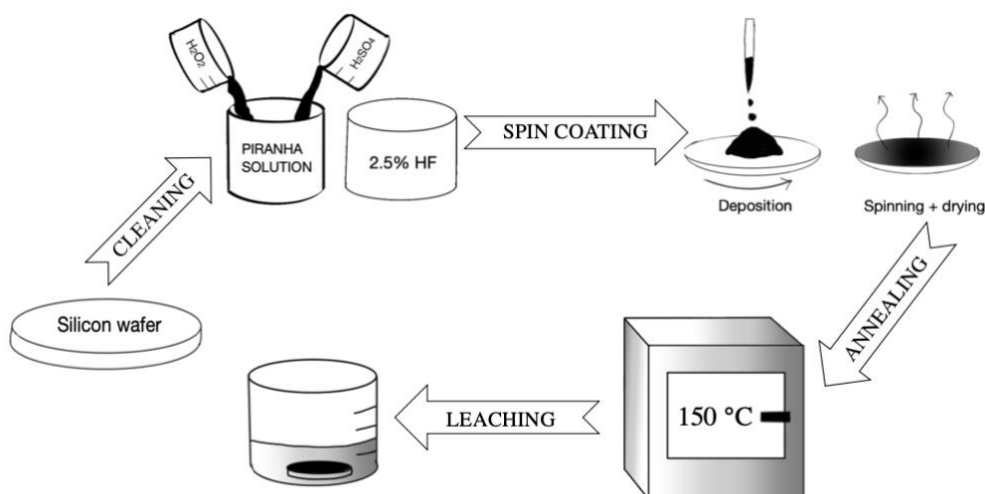 H2O2
H2SO4
PIRANHA
SOLUTION
2.5% HF
SPIN COATING
Deposition
Spinning + drying
CLEANING
Silicon wafer
ANNEALING
150 °C
LEACHING